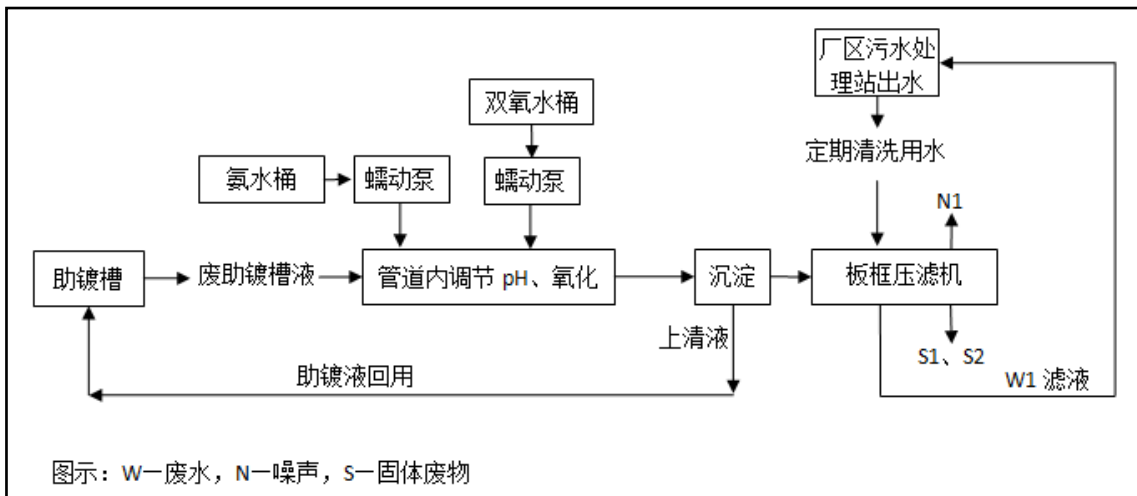 厂区污水处
理站出水
双氧水桶
定期清洗用水
氨水桶
蠕动泵
蠕动泵
N1
助镀槽
废助镀槽液
管道内调节 pH、氧化
沉淀
板框压滤机
上清液
S1、S2
助镀液回用
W1 滤液
图示：W—废水，N—噪声，S—固体废物